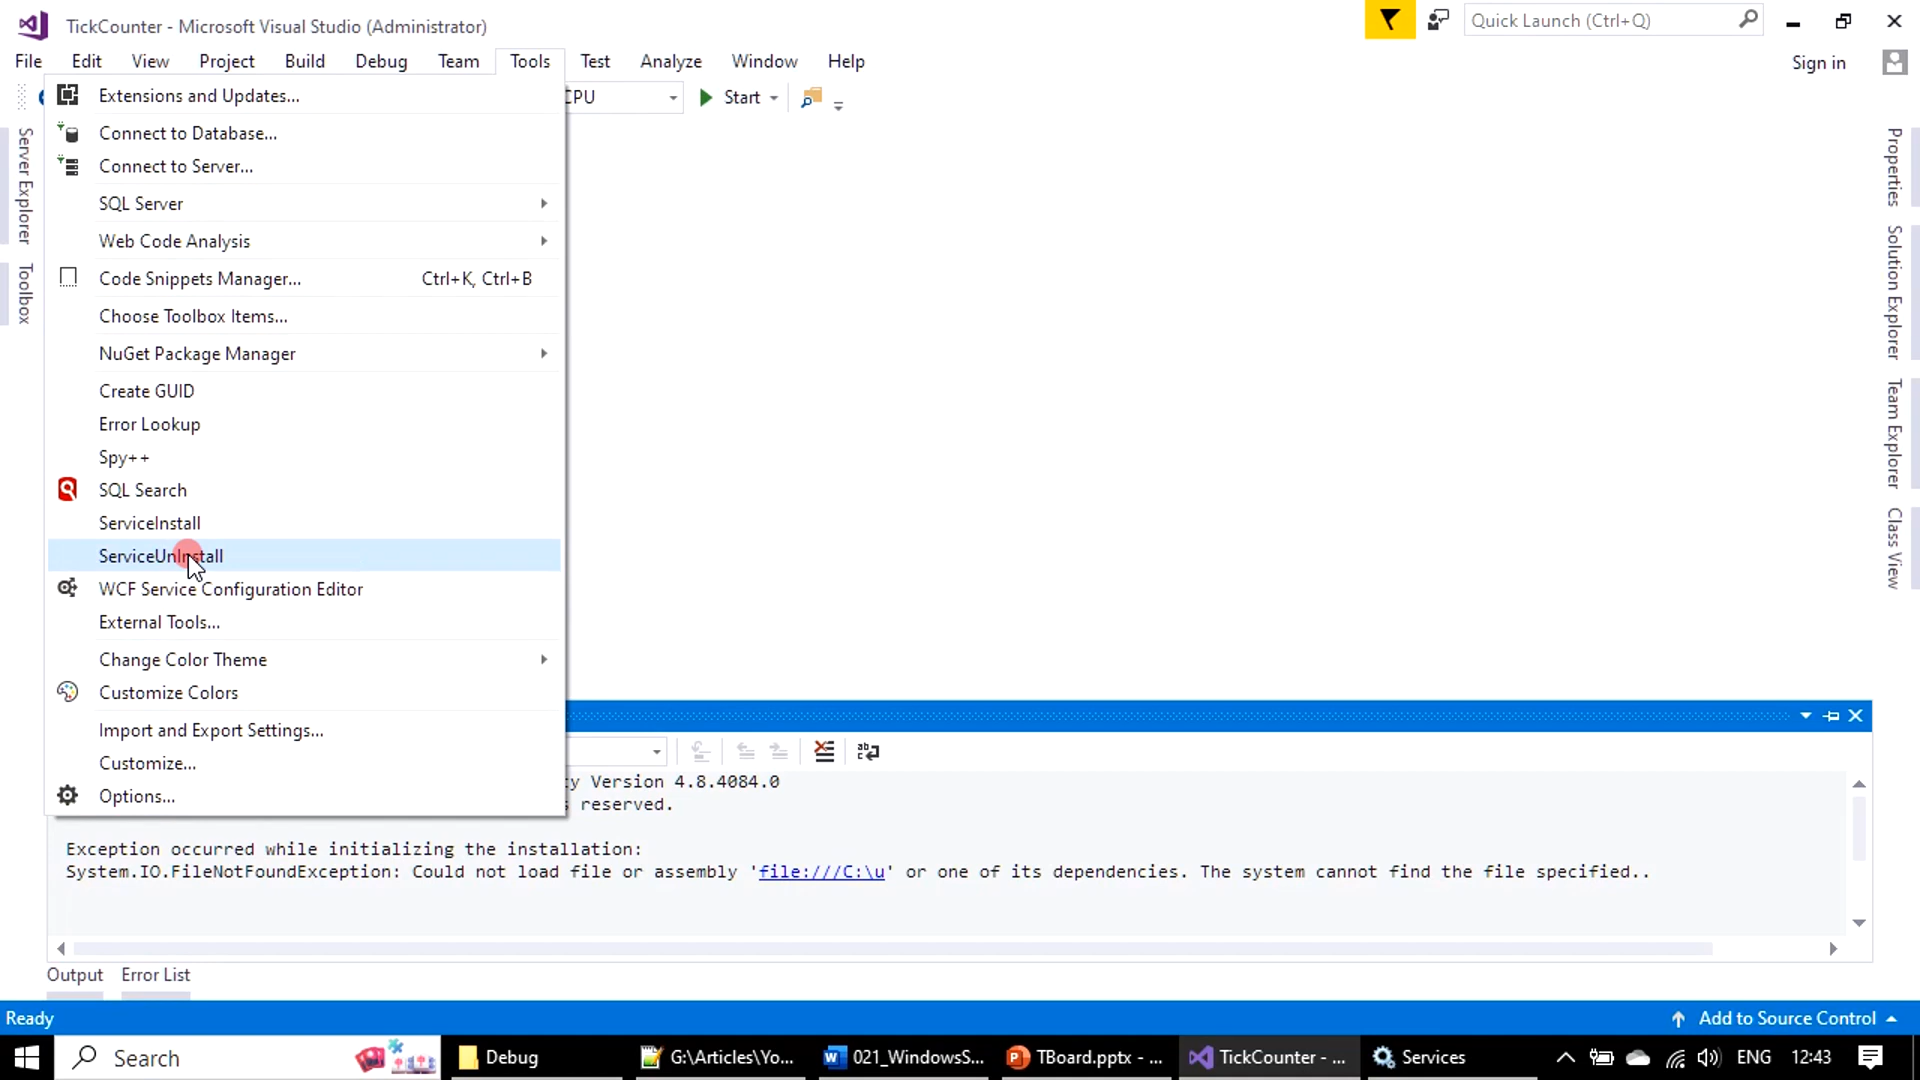 TickCounter - Microsoft Visual Studio (Administrator)
Quick Launch (Ctrl+Q)
File Edit View Project Build Debug Team Tools Test Analyze Window Help
Sign in
Extensions and Updates...
CPU
Start
Connect to Database...
Connect to Server...
SQL Server
Web Code Analysis
Code Snippets Manager... Ctrl+K, Ctrl+B
Choose Toolbox Items...
NuGet Package Manager
Create GUID
Error Lookup
Spy++
SQL Search
ServiceInstall
ServiceUnInstall
WCF Service Configuration Editor
External Tools...
Change Color Theme
Customize Colors
Import and Export Settings...
Customize...
Options...
Server Explorer
Toolbox
Properties
Solution Explorer
Team Explorer
Class View
ty Version 4.8.4084.0
s reserved.
Exception occurred while initializing the installation:
System.IO.FileNotFoundException: Could not load file or assembly 'file:///C:\u' or one of its dependencies. The system cannot find the file specified..
Output Error List
Ready
Add to Source Control
Search
Debug
G:\Articles\Yo...
021_WindowsS...
TBoard.pptx - ...
TickCounter - ...
Services
ENG
12:43